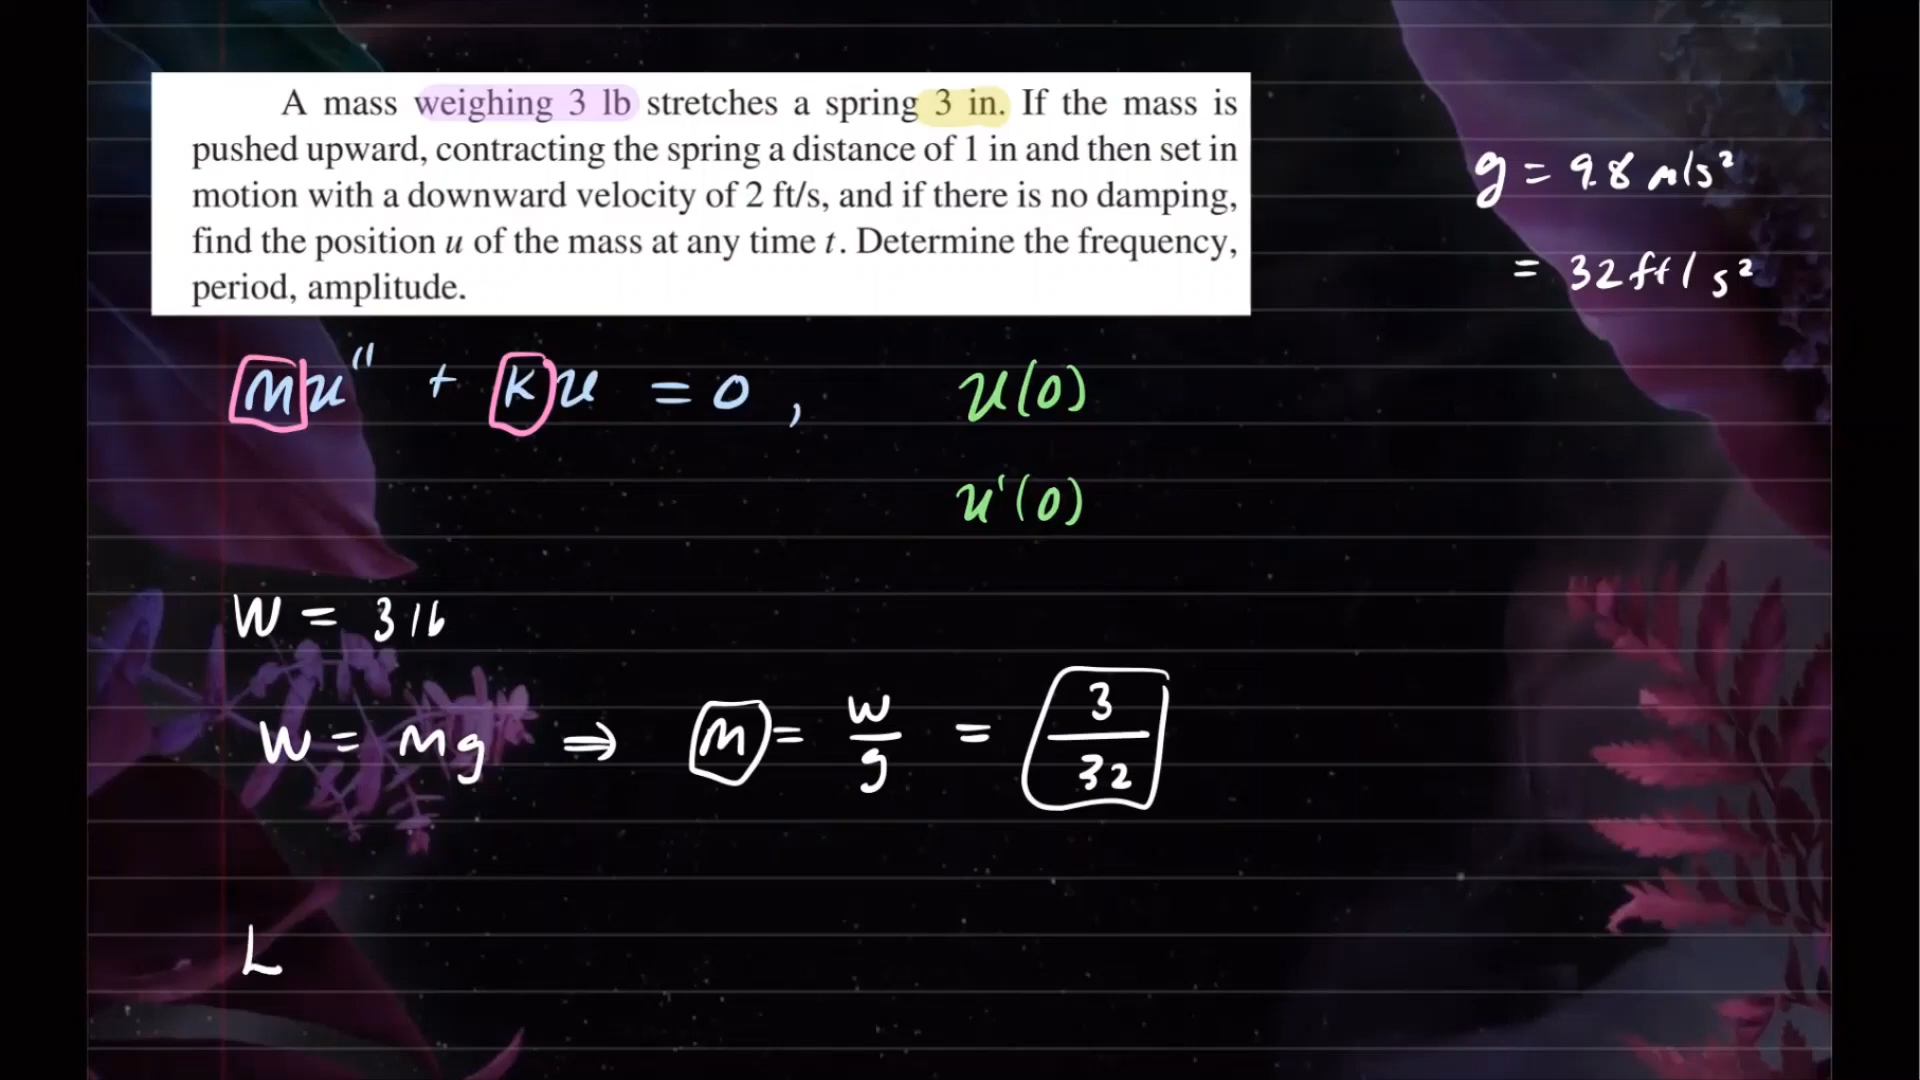 A mass weighing 3 lb stretches a spring 3 in. If the mass is
pushed upward, contracting the spring a distance of 1 in and then set in
motion with a downward velocity of 2 ft/s, and if there is no damping,
find the position u of the mass at any time t. Determine the frequency,
period, amplitude.
g = 9.8 m/s²
= 32 ft/s²
mu'' + ku = 0, u(0)
u'(0)
W = 3 lb
W = mg ⇒ m = W/g = 3/32
L